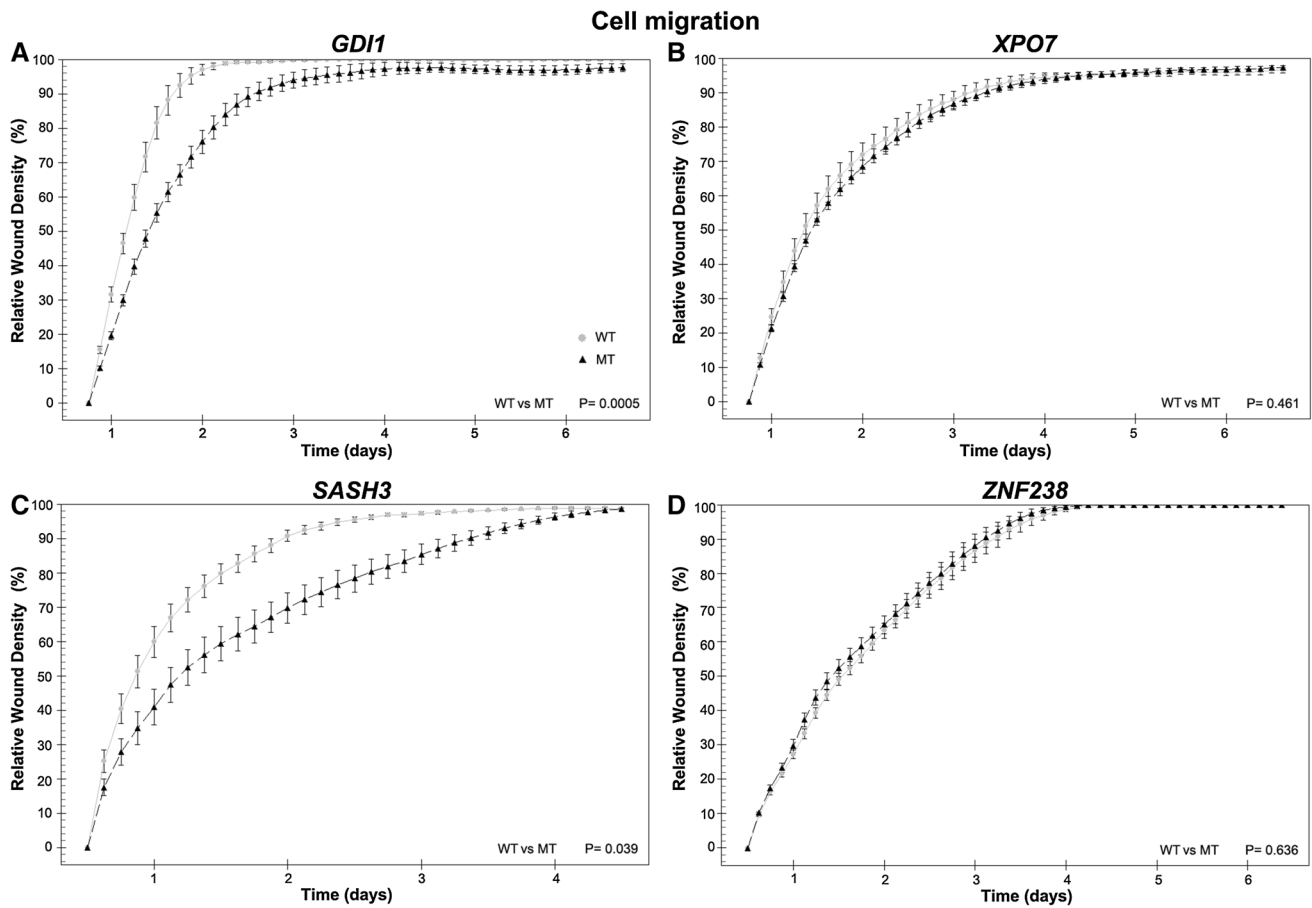 Cell migration
A
GDI1
Relative Wound Density (%)
100
90
80
70
60
50
40
30
20
10
0
WT
MT
WT vs MT P= 0.0005
1 2 3 4 5 6
Time (days)
B
XPO7
Relative Wound Density (%)
100
90
80
70
60
50
40
30
20
10
0
WT vs MT P= 0.461
1 2 3 4 5 6
Time (days)
C
SASH3
Relative Wound Density (%)
100
90
80
70
60
50
40
30
20
10
0
WT vs MT P= 0.039
1 2 3 4
Time (days)
D
ZNF238
Relative Wound Density (%)
100
90
80
70
60
50
40
30
20
10
0
WT vs MT P= 0.636
1 2 3 4 5 6
Time (days)